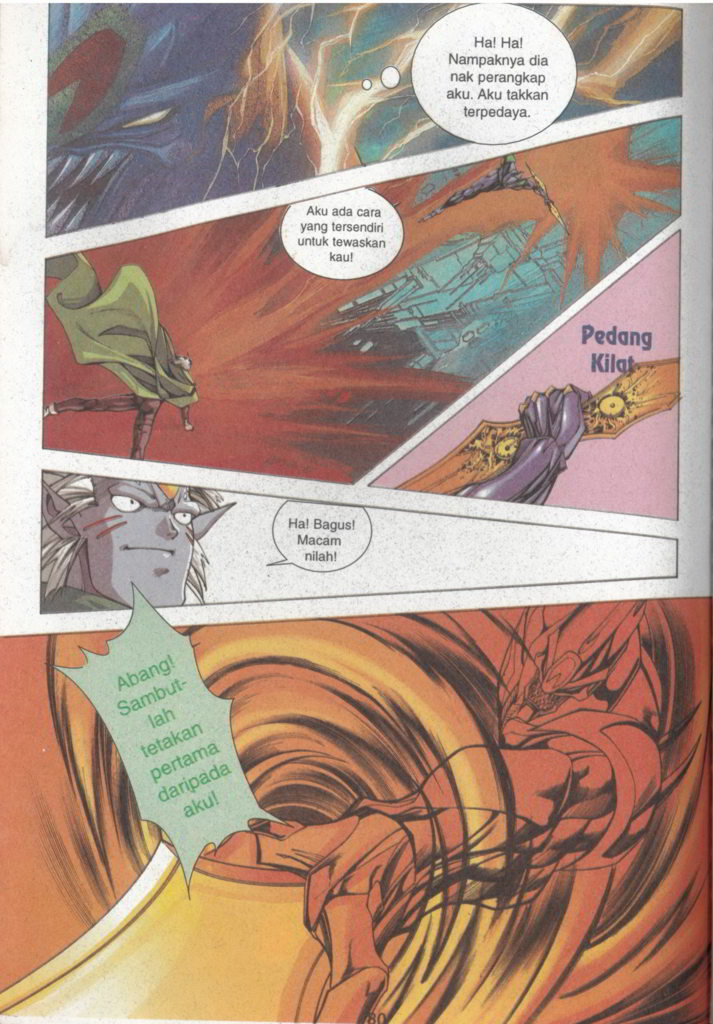 Ha! Ha!
Nampaknya dia
nak perangkap
aku. Aku takkan
terpedaya.
Aku ada cara
yang tersendiri
untuk tewaskan
kau!
Pedang
Kilat
Ha! Bagus!
Macam
nilah!
Abang!
Sambut-
lah
tetakan
pertama
daripada
aku!
80